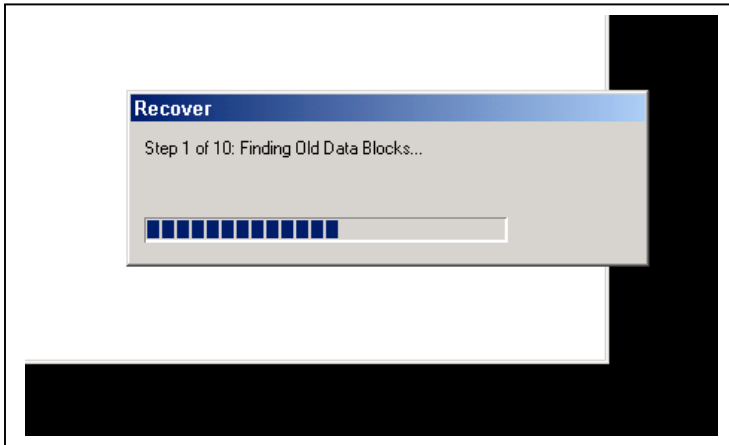 Recover
Step 1 of 10: Finding Old Data Blocks...